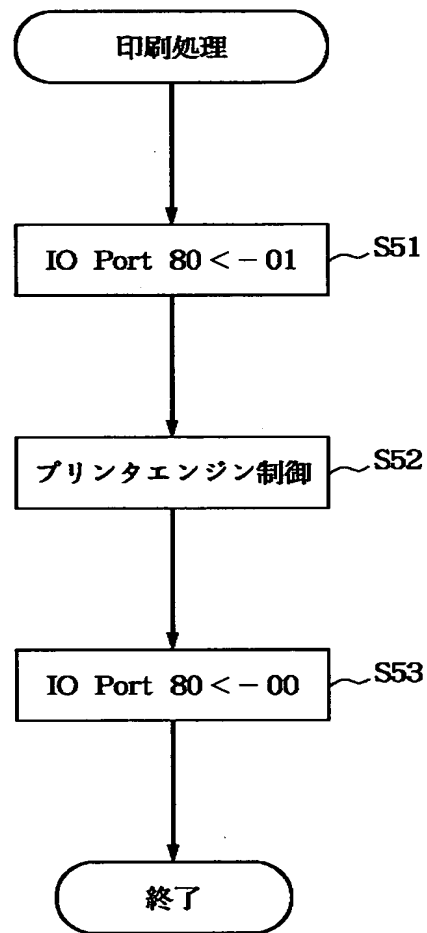 印刷処理
IO Port 80 <- 01
S51
プリンタエンジン制御
S52
IO Port 80 <- 00
S53
終了